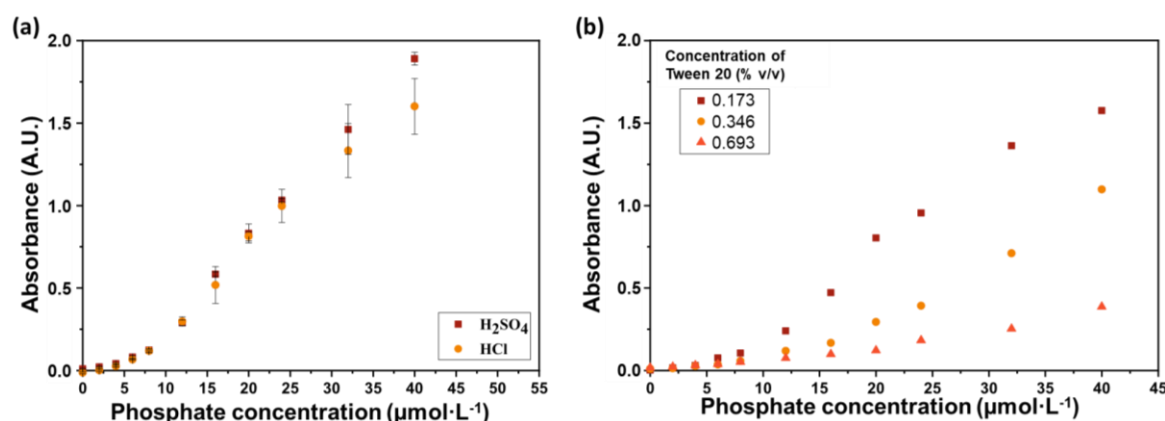 (a)
2.0
1.5
1.0
0.5
0.0
Absorbance (A.U.)
H₂SO₄
HCl
0 5 10 15 20 25 30 35 40 45 50 55
Phosphate concentration (µmol·L⁻¹)
(b)
2.0
1.5
1.0
0.5
0.0
Absorbance (A.U.)
Concentration of
Tween 20 (% v/v)
0.173
0.346
0.693
0 5 10 15 20 25 30 35 40 45
Phosphate concentration (µmol·L⁻¹)